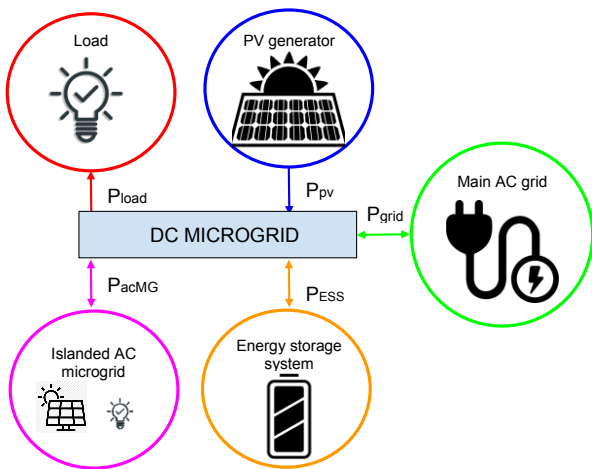 Load
PV generator
Main AC grid
Pload
Ppv
Pgrid
DC MICROGRID
PacMG
PESS
Islanded AC
microgrid
Energy storage
system